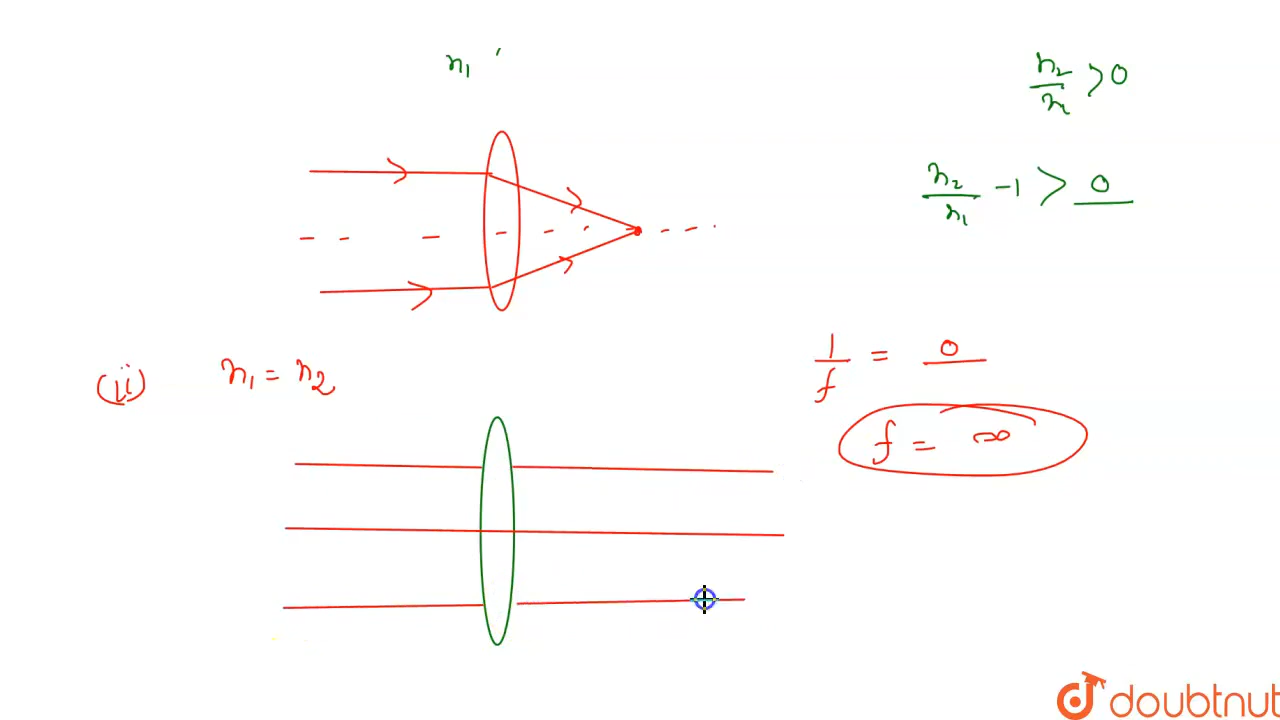 n₁
n₂/n₁ > 0
n₂/n₁ -1 > 0
(ii) n₁ = n₂
1/f = 0
f = ∞
doubtnut